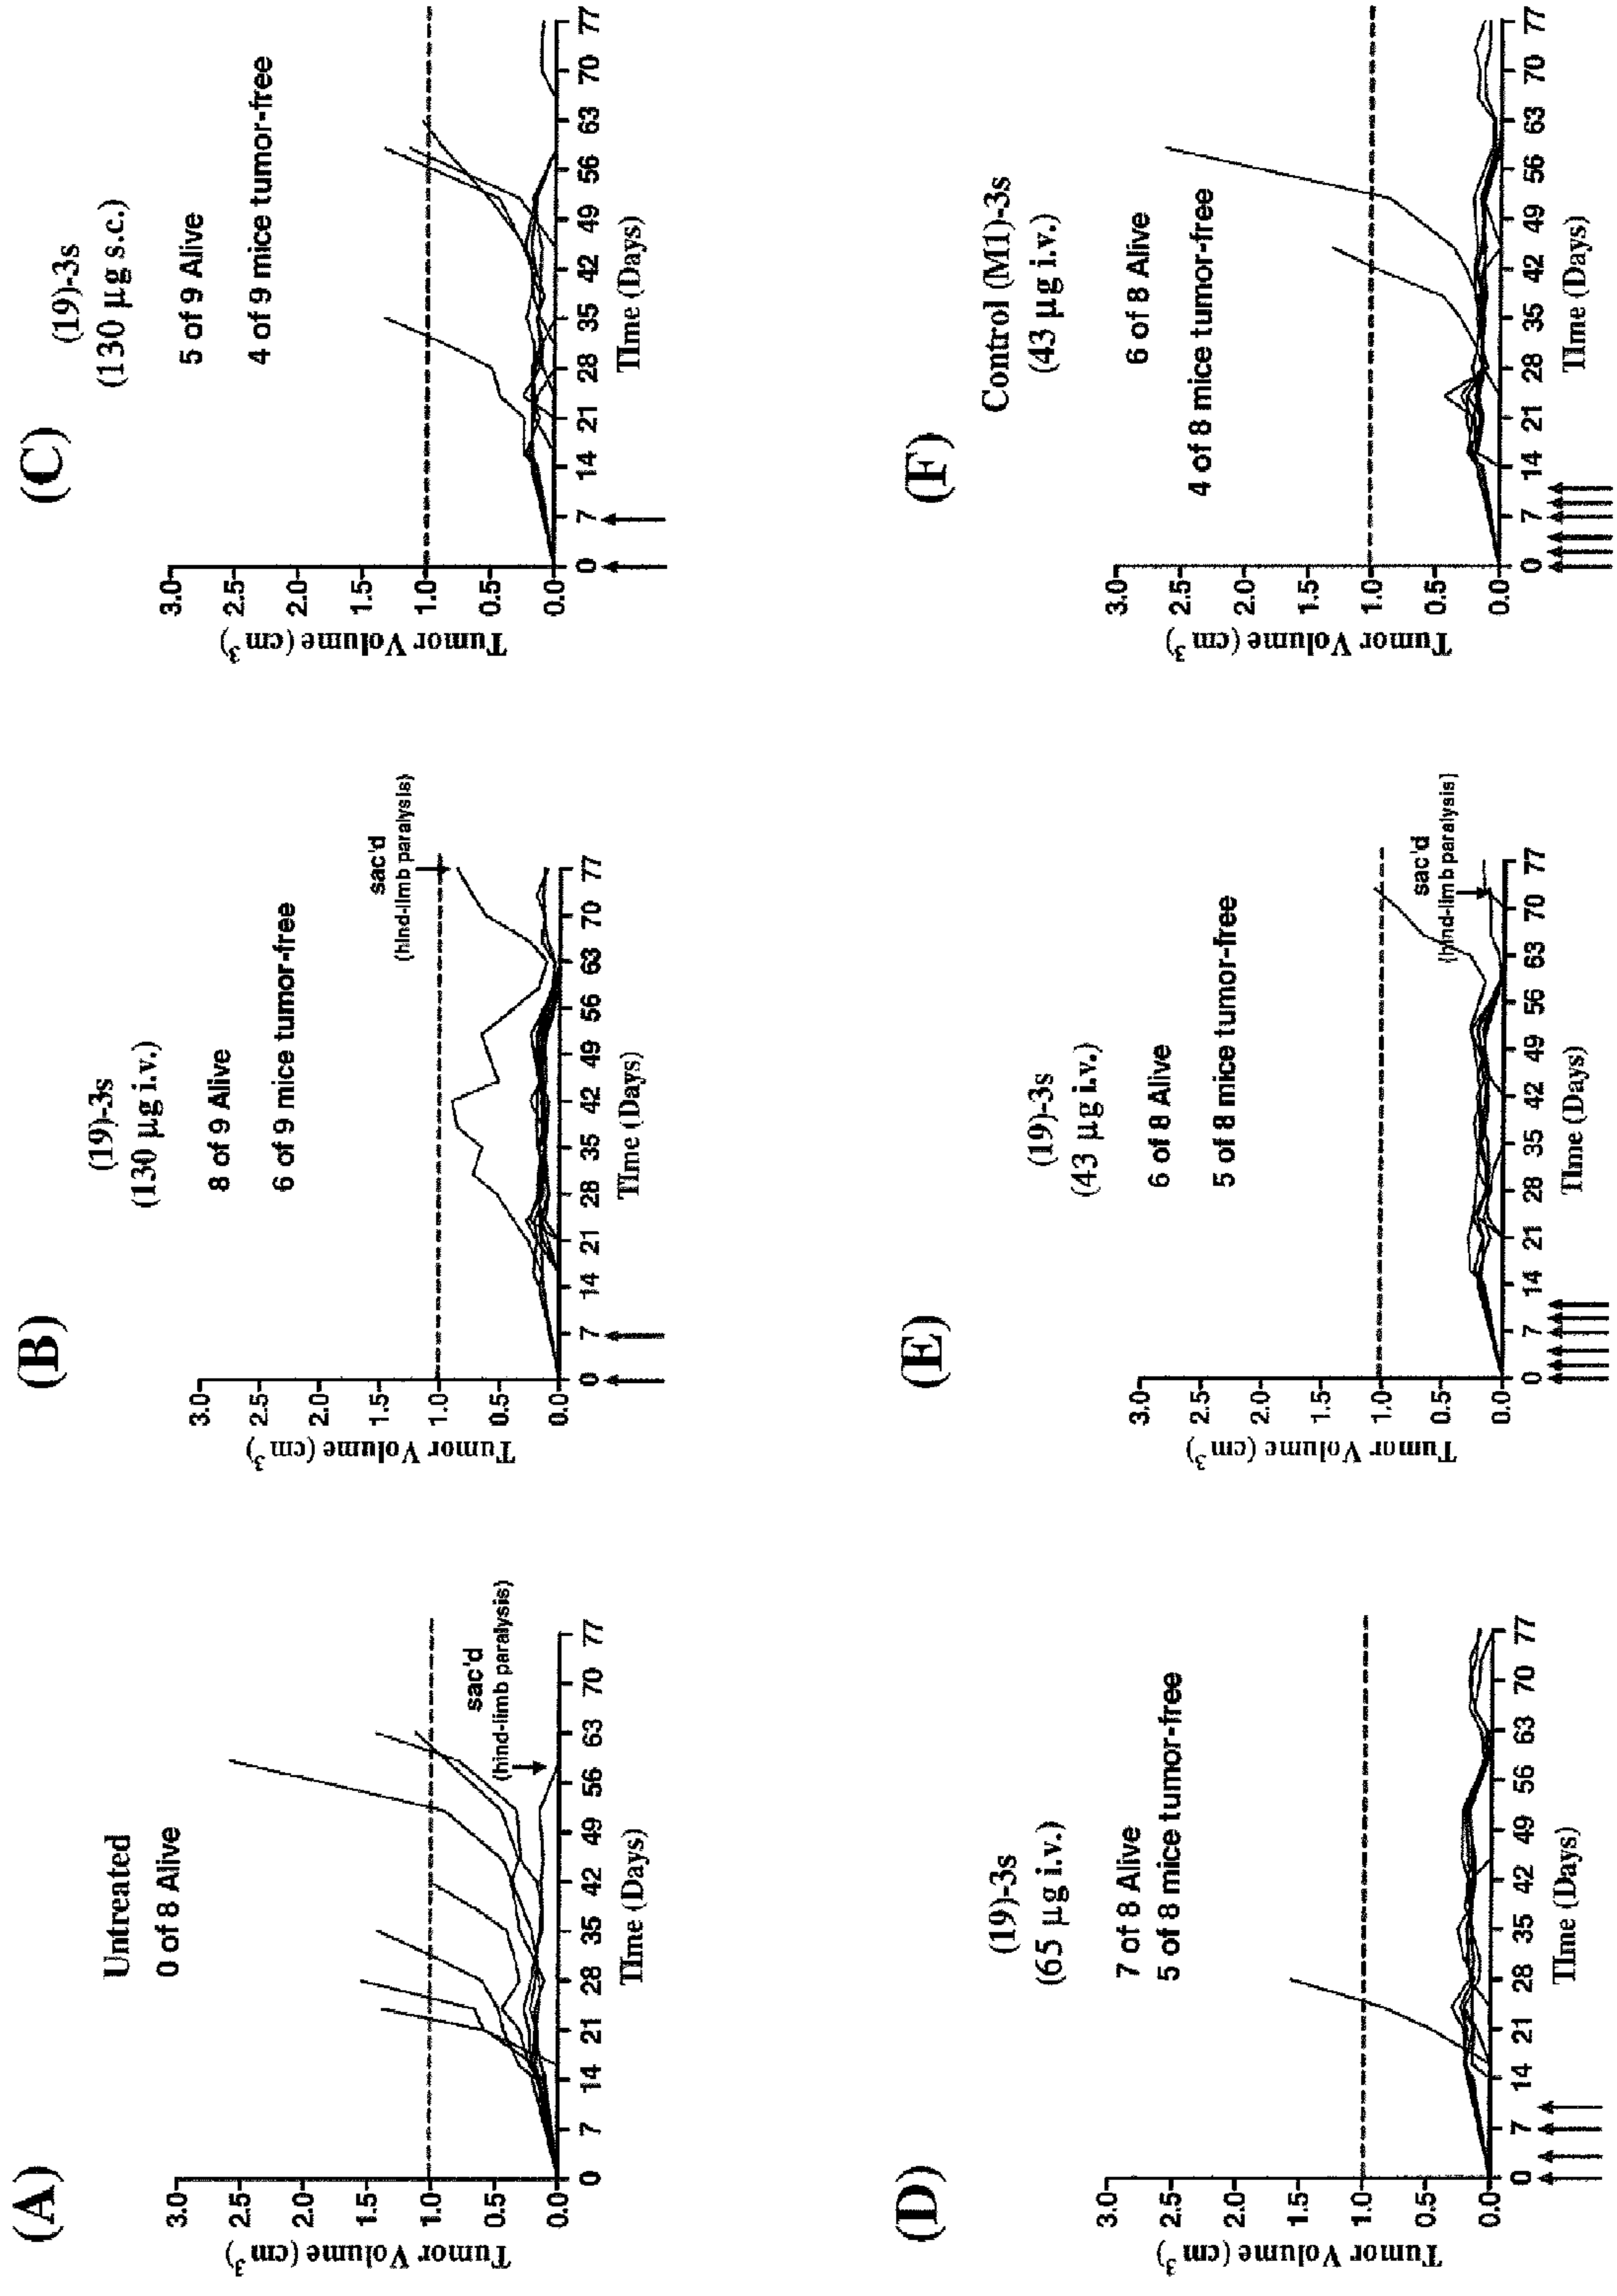 (A)
Untreated
0 of 8 Alive
sac'd
(hind-limb paralysis)
Tumor Volume (cm³)
3.0
2.5
2.0
1.5
1.0
0.5
0.0
0 7 14 21 28 35 42 49 56 63 70 77
Time (Days)
(B)
(19)-3s
(130 µg i.v.)
8 of 9 Alive
6 of 9 mice tumor-free
sac'd
(hind-limb paralysis)
Tumor Volume (cm³)
3.0
2.5
2.0
1.5
1.0
0.5
0.0
0 7 14 21 28 35 42 49 56 63 70 77
Time (Days)
(C)
(19)-3s
(130 µg s.c.)
5 of 9 Alive
4 of 9 mice tumor-free
Tumor Volume (cm³)
3.0
2.5
2.0
1.5
1.0
0.5
0.0
0 7 14 21 28 35 42 49 56 63 70 77
Time (Days)
(D)
(19)-3s
(65 µg i.v.)
7 of 8 Alive
5 of 8 mice tumor-free
Tumor Volume (cm³)
3.0
2.5
2.0
1.5
1.0
0.5
0.0
0 7 14 21 28 35 42 49 56 63 70 77
Time (Days)
(E)
(19)-3s
(43 µg i.v.)
6 of 8 Alive
5 of 8 mice tumor-free
sac'd
(hind-limb paralysis)
Tumor Volume (cm³)
3.0
2.5
2.0
1.5
1.0
0.5
0.0
0 7 14 21 28 35 42 49 56 63 70 77
Time (Days)
(F)
Control (M1)-3s
(43 µg i.v.)
6 of 8 Alive
4 of 8 mice tumor-free
Tumor Volume (cm³)
3.0
2.5
2.0
1.5
1.0
0.5
0.0
0 7 14 21 28 35 42 49 56 63 70 77
Time (Days)